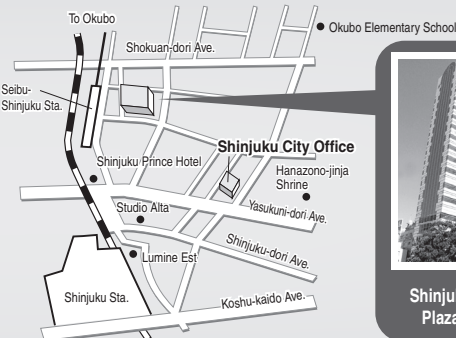 To Okubo
Okubo Elementary School
Shokuan-dori Ave.
Seibu-
Shinjuku Sta.
Shinjuku City Office
Shinjuku Prince Hotel
Hanazono-jinja
Shrine
Studio Alta
Yasukuni-dori Ave.
Shinjuku-dori Ave.
Lumine Est
Shinjuku Sta.
Koshu-kaido Ave.
Plaza